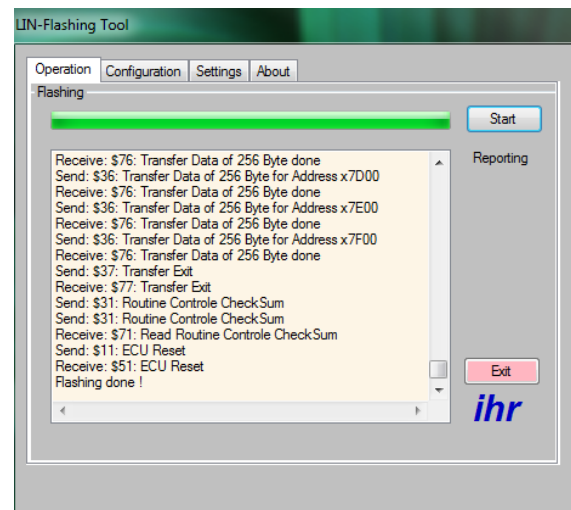 LIN-Flashing Tool
Operation Configuration Settings About
Flashing
Start
Reporting
Receive: $76: Transfer Data of 256 Byte done
Send: $36: Transfer Data of 256 Byte for Address x7D00
Receive: $76: Transfer Data of 256 Byte done
Send: $36: Transfer Data of 256 Byte for Address x7E00
Receive: $76: Transfer Data of 256 Byte done
Send: $36: Transfer Data of 256 Byte for Address x7F00
Receive: $76: Transfer Data of 256 Byte done
Send: $37: Transfer Exit
Receive: $77: Transfer Exit
Send: $31: Routine Controle CheckSum
Send: $31: Routine Controle CheckSum
Receive: $71: Read Routine Controle CheckSum
Send: $11: ECU Reset
Receive: $51: ECU Reset
Flashing done !
Exit
ihr